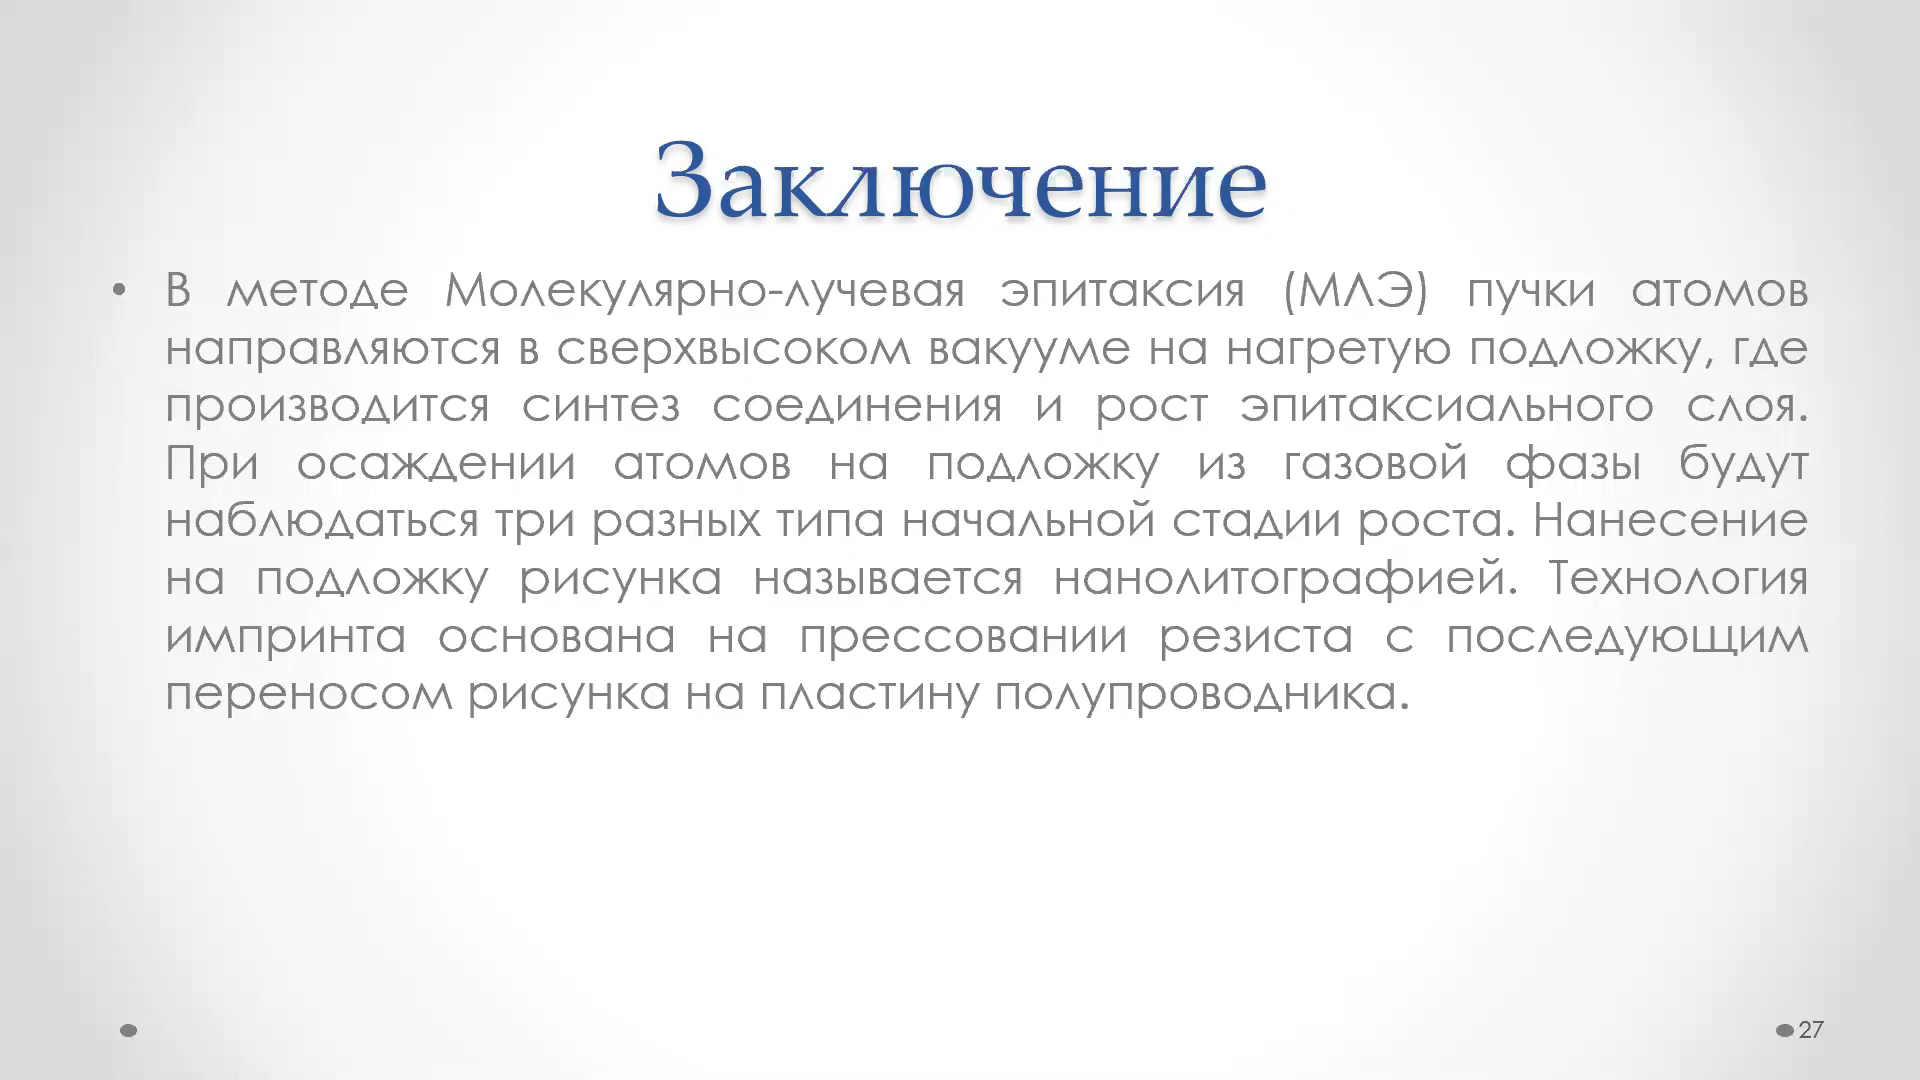 Заключение
• В методе Молекулярно-лучевая эпитаксия (МЛЭ) пучки атомов
направляются в сверхвысоком вакууме на нагретую подложку, где
производится синтез соединения и рост эпитаксиального слоя.
При осаждении атомов на подложку из газовой фазы будут
наблюдаться три разных типа начальной стадии роста. Нанесение
на подложку рисунка называется нанолитографией. Технология
импринта основана на прессовании резиста с последующим
переносом рисунка на пластину полупроводника.
27